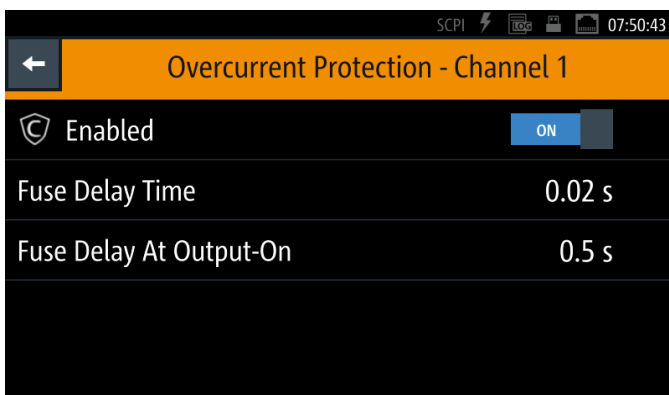 SCPI LOG 07:50:43
Overcurrent Protection - Channel 1
C Enabled ON
Fuse Delay Time 0.02 s
Fuse Delay At Output-On 0.5 s